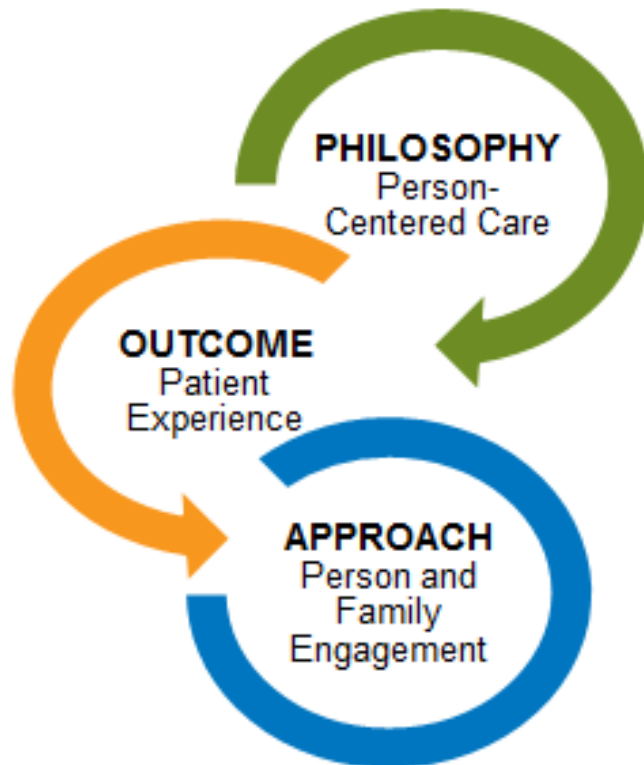 PHILOSOPHY
Person-
Centered Care
OUTCOME
Patient
Experience
APPROACH
Person and
Family
Engagement